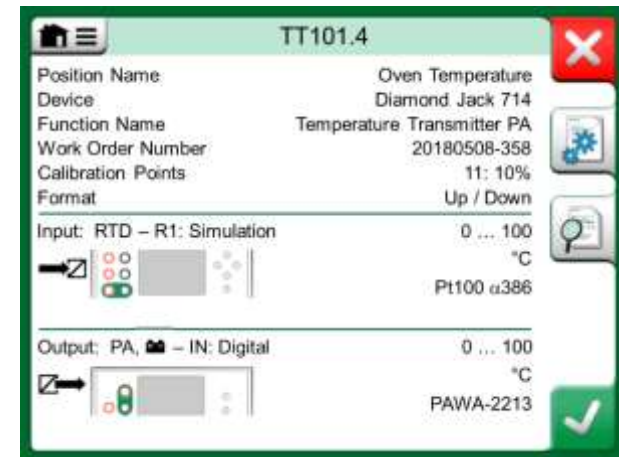 TT101.4
Position Name Oven Temperature
Device Diamond Jack 714
Function Name Temperature Transmitter PA
Work Order Number 20180508-358
Calibration Points 11: 10%
Format Up / Down
Input: RTD – R1: Simulation 0 ... 100
°C
Pt100 α386
Output: PA, – IN: Digital 0 ... 100
°C
PAWA-2213